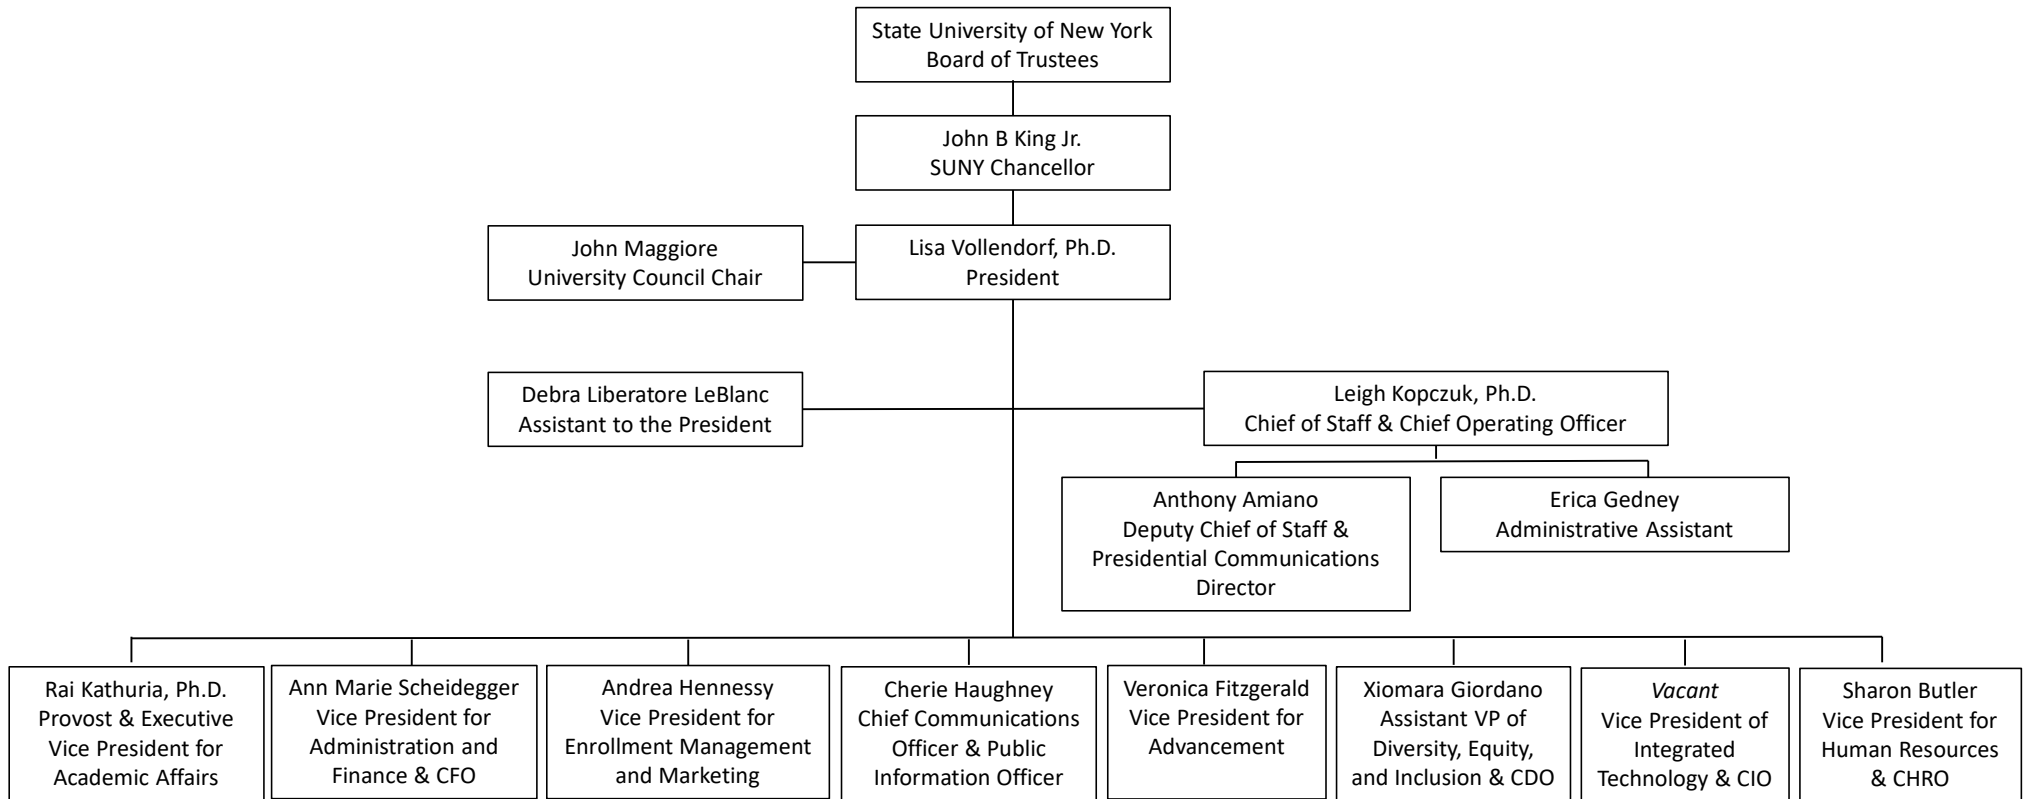 State University of New York
Board of Trustees
John B King Jr.
SUNY Chancellor
John Maggiore
University Council Chair
Lisa Vollendorf, Ph.D.
President
Debra Liberatore LeBlanc
Assistant to the President
Leigh Kopczuk, Ph.D.
Chief of Staff & Chief Operating Officer
Anthony Amiano
Deputy Chief of Staff &
Presidential Communications
Director
Erica Gedney
Administrative Assistant
Rai Kathuria, Ph.D.
Provost & Executive
Vice President for
Academic Affairs
Ann Marie Scheidegger
Vice President for
Administration and
Finance & CFO
Andrea Hennessy
Vice President for
Enrollment Management
and Marketing
Cherie Haughney
Chief Communications
Officer & Public
Information Officer
Veronica Fitzgerald
Vice President for
Advancement
Xiomara Giordano
Assistant VP of
Diversity, Equity,
and Inclusion & CDO
Vacant
Vice President of
Integrated
Technology & CIO
Sharon Butler
Vice President for
Human Resources
& CHRO